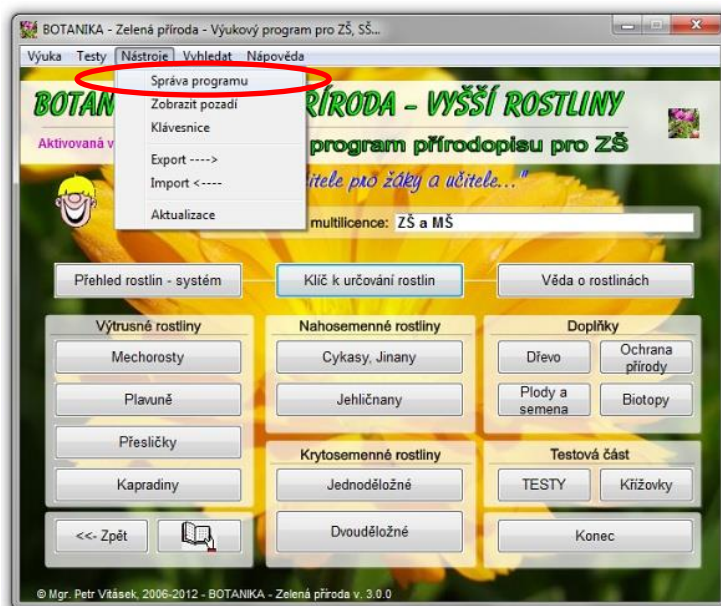 BOTANIKA - Zelená příroda - Výukový program pro ZŠ, SŠ...
Výuka Testy Nástroje Vyhledat Nápověda
Správa programu
Zobrazit pozadí
Klávesnice
Export ---->
Import <----
Aktualizace
BOTAN ŘÍRODA - VYŠŠÍ ROSTLINY
Aktivovaná v program přírodopisu pro ZŠ
itele pro žáky a učitele..."
multilicence: ZŠ a MŠ
Přehled rostlin - systém Klíč k určování rostlin Věda o rostlinách
Výtrusné rostliny
Mechorosty
Plavuně
Přesličky
Kapradiny
<<- Zpět
Nahosemenné rostliny
Cykasy, Jinany
Jehličnany
Krytosemenné rostliny
Jednoděložné
Dvouděložné
Doplňky
Dřevo Ochrana přírody
Plody a semena Biotopy
Testová část
TESTY Křížovky
Konec
© Mgr. Petr Vitásek, 2006-2012 - BOTANIKA - Zelená příroda v. 3.0.0